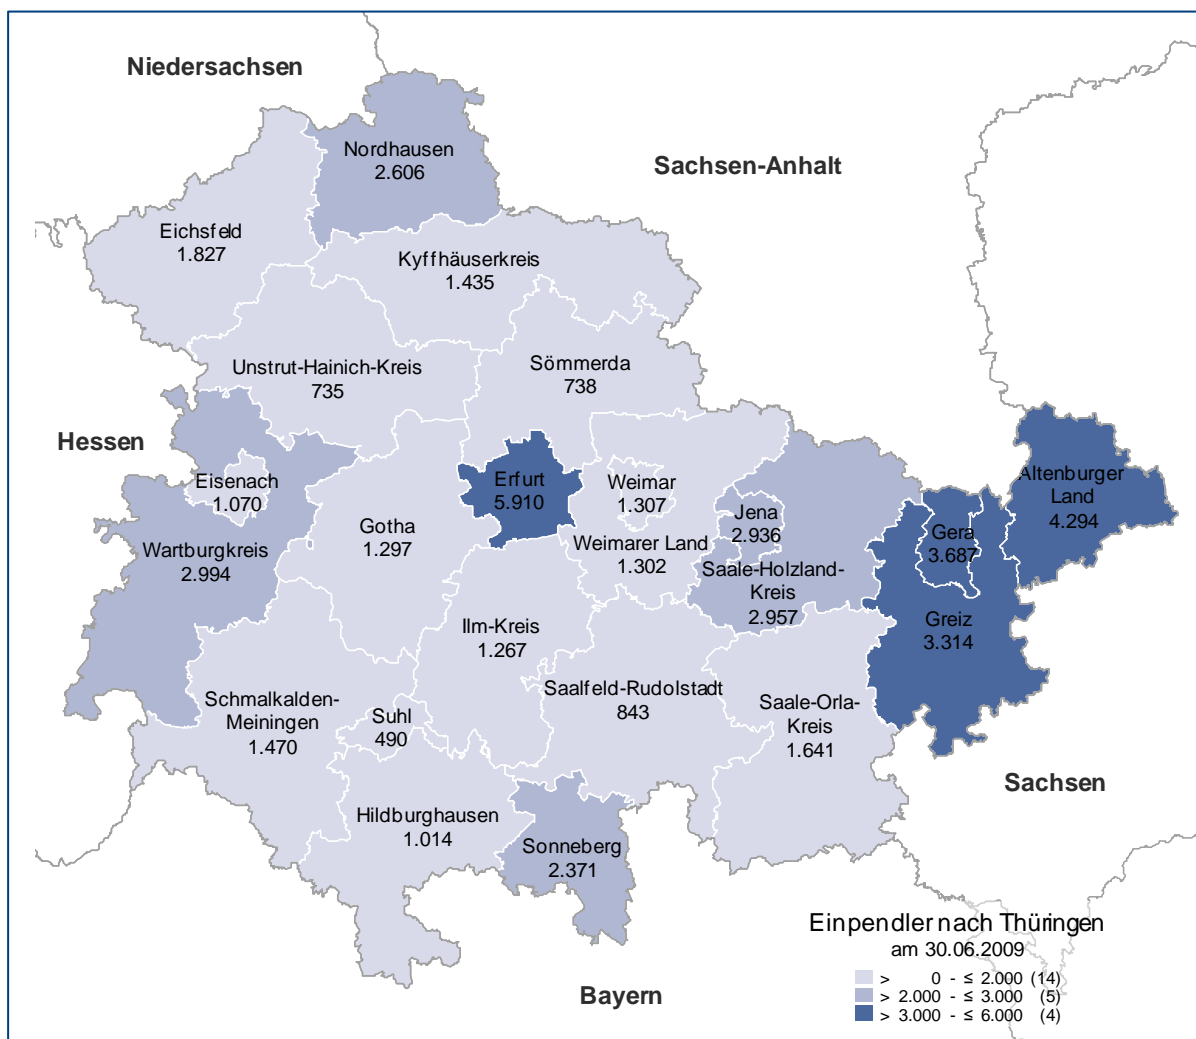 Niedersachsen
Nordhausen
2.606
Sachsen-Anhalt
Eichsfeld
1.827
Kyffhäuserkreis
1.435
Unstrut-Hainich-Kreis
735
Sömmerda
738
Hessen
Eisenach
1.070
Erfurt
5.910
Weimar
1.307
Jena
2.936
Altenburger
Land
4.294
Gera
3.687
Gotha
1.297
Wartburgkreis
2.994
Weimarer Land
1.302
Saale-Holzland-
Kreis
2.957
Greiz
3.314
Ilm-Kreis
1.267
Schmalkalden-
Meiningen
1.470
Suhl
490
Saalfeld-Rudolstadt
843
Saale-Orla-
Kreis
1.641
Sachsen
Hildburghausen
1.014
Sonneberg
2.371
Bayern
Einpendler nach Thüringen
am 30.06.2009
> 0 - ≤ 2.000 (14)
> 2.000 - ≤ 3.000 (5)
> 3.000 - ≤ 6.000 (4)